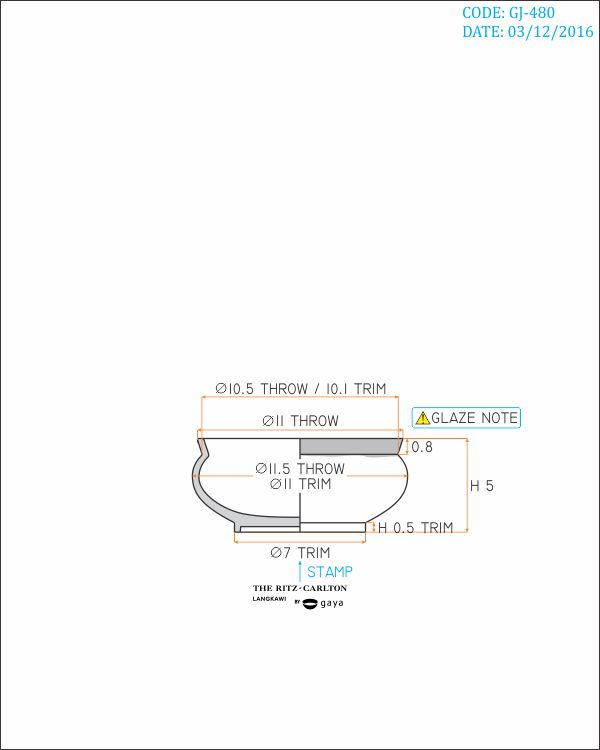 CODE: GJ-480
DATE: 03/12/2016
Ø10.5 THROW / 10.1 TRIM
Ø11 THROW
GLAZE NOTE
0.8
Ø11.5 THROW
Ø11 TRIM
H 5
H 0.5 TRIM
Ø7 TRIM
STAMP
THE RITZ-CARLTON
LANGKAWI
BY gaya